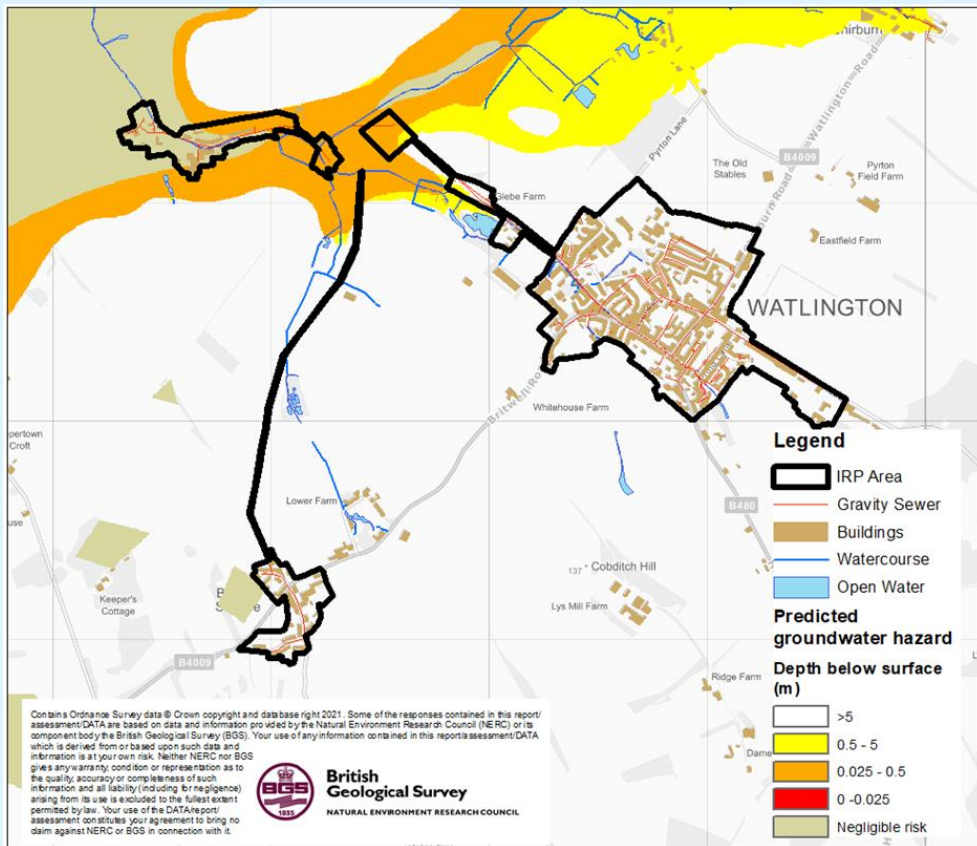 hirburn
Pyrton Lane
Watlington Road
B4009
The Old
Stables
Pyrton
Field Farm
Glebe Farm
Eastfield Farm
WATLINGTON
Whitehouse Farm
Britwell Ro
pertown
Croft
use
Lower Farm
B480
137
Cobditch Hill
Lys Mill Farm
Keeper's
Cottage
B4009
Ridge Farm
Dame
Legend
IRP Area
Gravity Sewer
Buildings
Watercourse
Open Water
Predicted
groundwater hazard
Depth below surface
(m)
>5
0.5 - 5
0.025 - 0.5
0 -0.025
Negligible risk
Contains Ordnance Survey data © Crown copyright and database right 2021. Some of the responses contained in this report/
assessment/DATA are based on data and information provided by the Natural Environment Research Council (NERC) or its
component body the British Geological Survey (BGS). Your use of any information contained in this report/assessment/DATA
which is derived from or based upon such data and
information is at your own risk. Neither NERC nor BGS
gives any warranty, condition or representation as to
the quality, accuracy or completeness of such
information and all liability (including for negligence)
arising from its use is excluded to the fullest extent
permitted by law. Your use of the DATA/report/
assessment constitutes your agreement to bring no
claim against NERC or BGS in connection with it.
BGS
1835
British
Geological Survey
NATURAL ENVIRONMENT RESEARCH COUNCIL